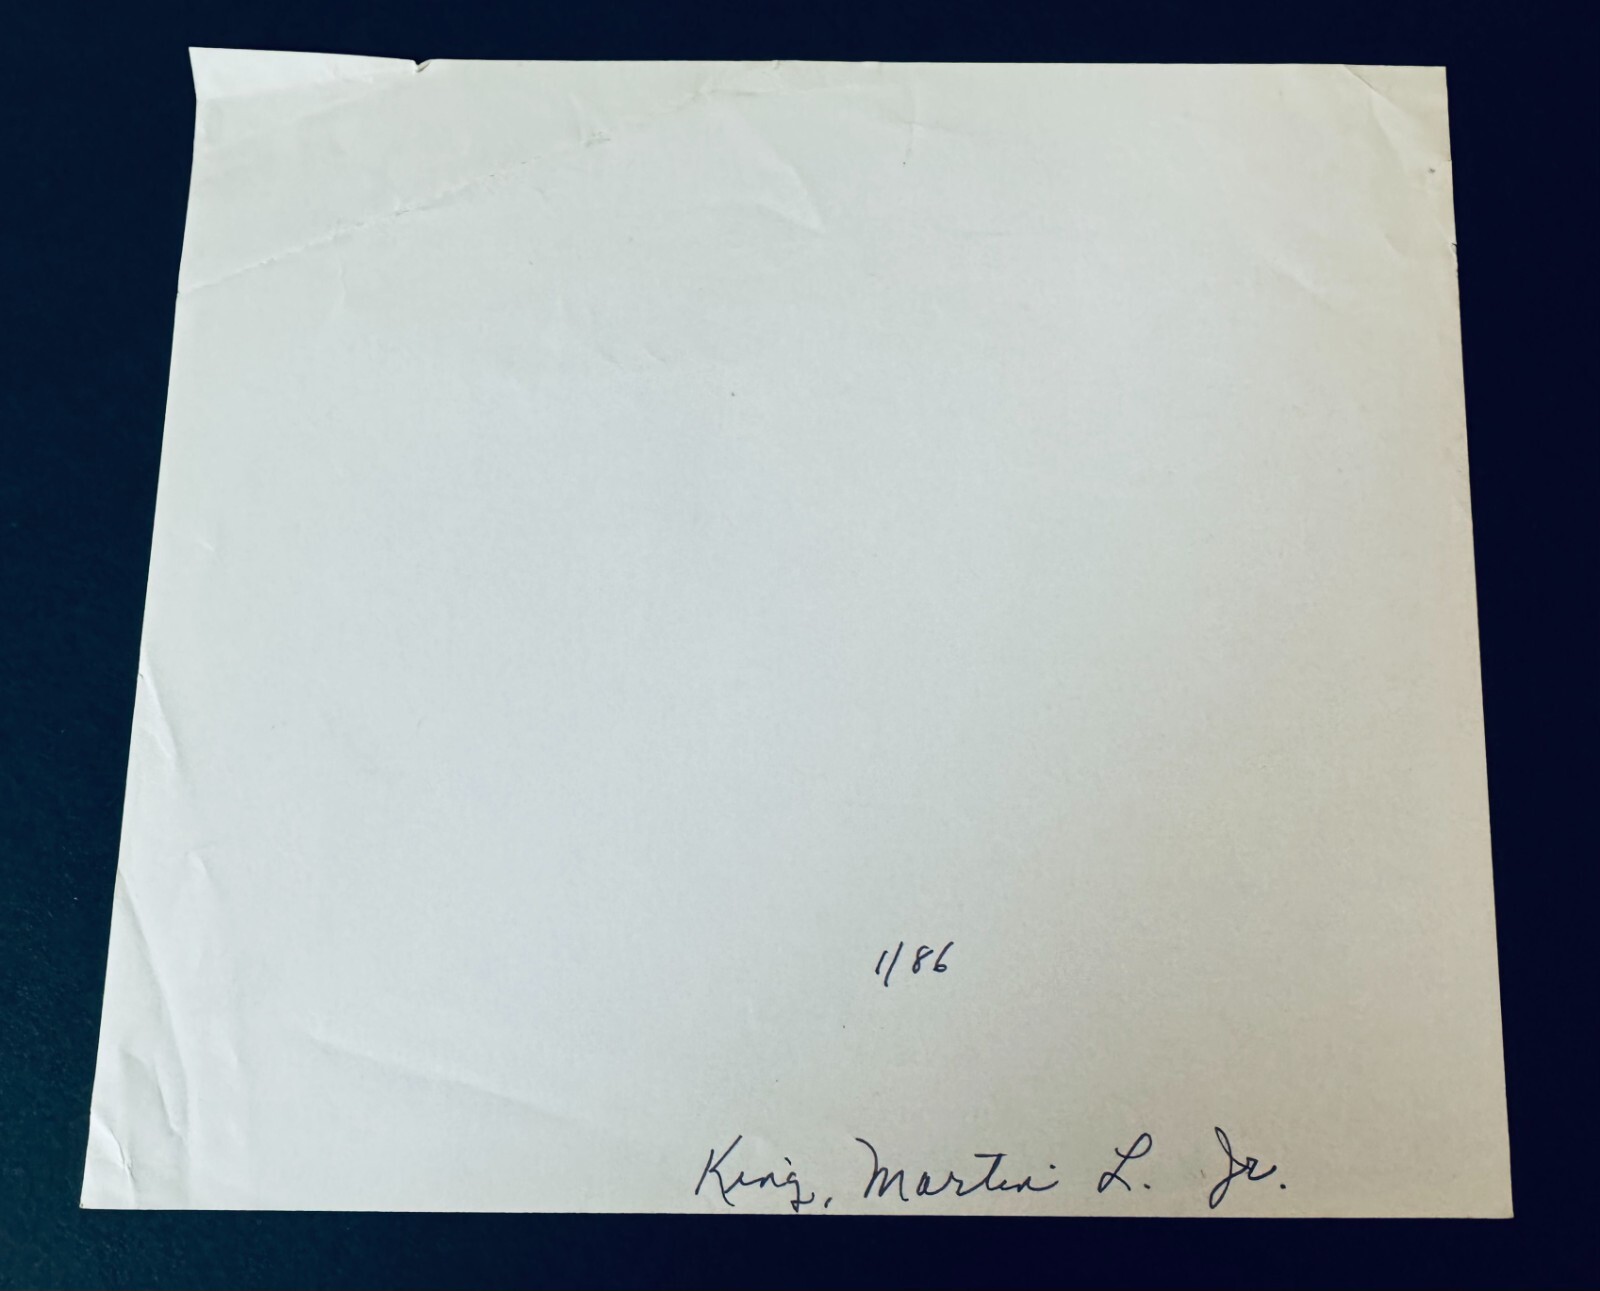 1/86
King, Martin L. Jr.